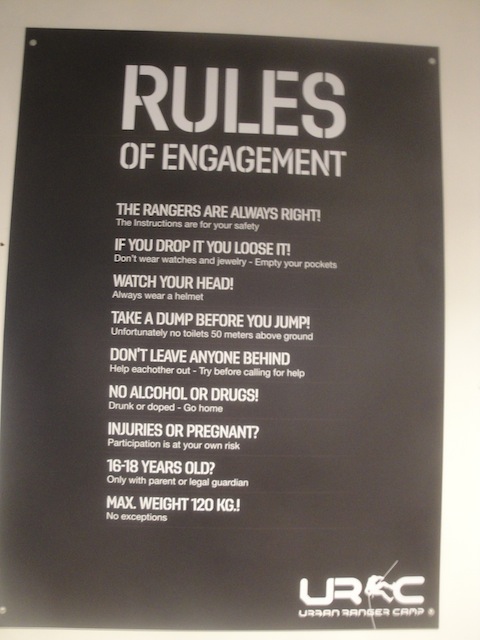 RULES
OF ENGAGEMENT
THE RANGERS ARE ALWAYS RIGHT!
The Instructions are for your safety
IF YOU DROP IT YOU LOOSE IT!
Don't wear watches and jewelry - Empty your pockets
WATCH YOUR HEAD!
Always wear a helmet
TAKE A DUMP BEFORE YOU JUMP!
Unfortunately no toilets 50 meters above ground
DON'T LEAVE ANYONE BEHIND
Help eachother out - Try before calling for help
NO ALCOHOL OR DRUGS!
Drunk or doped - Go home
INJURIES OR PREGNANT?
Participation is at your own risk
16-18 YEARS OLD?
Only with parent or legal guardian
MAX. WEIGHT 120 KG.!
No exceptions
URC
URBAN RANGER CAMP